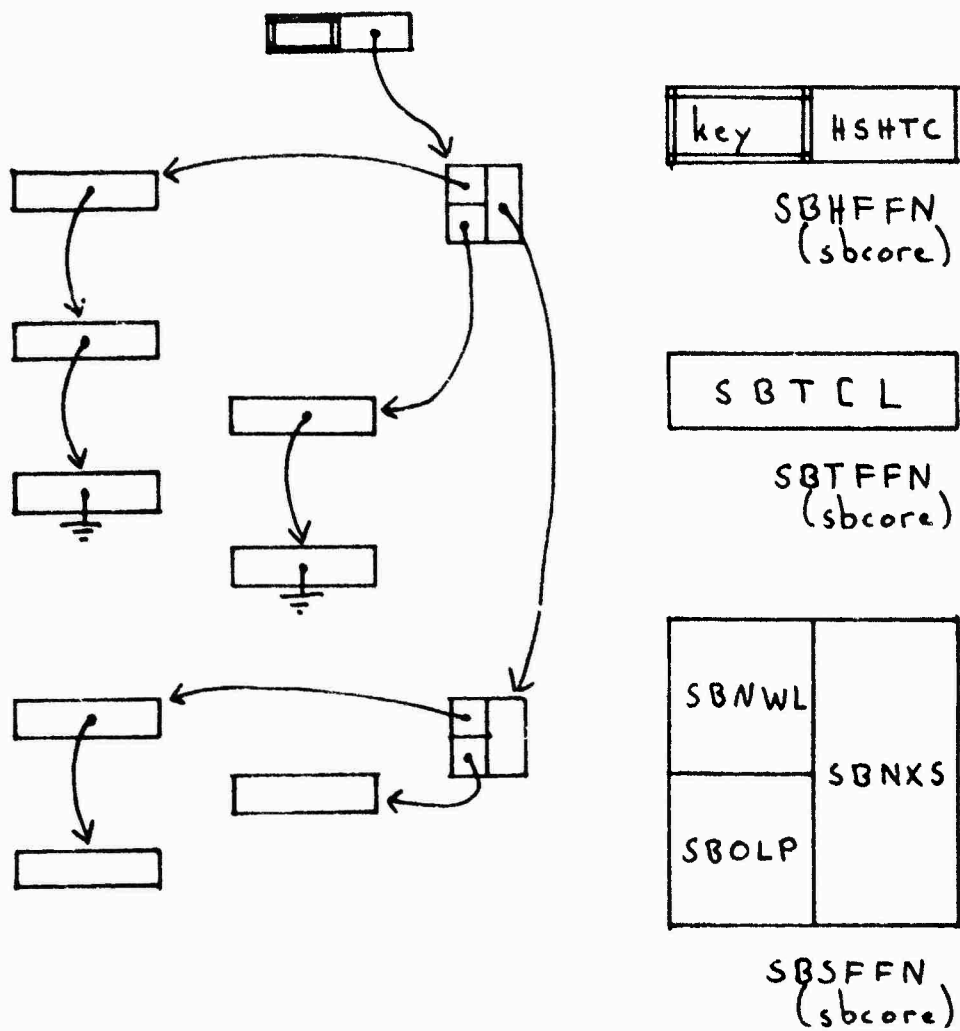 key HSHTC
SBHFFN
(sbcore)
SBTCL
SBTFFN
(sbcore)
SBNWL
SBNXS
SBOLP
SBSFFN
(sbcore)